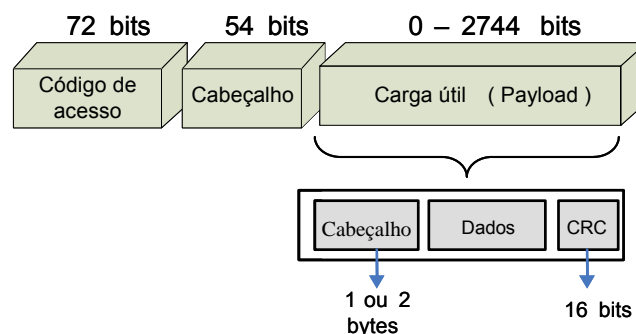 72 bits
54 bits
0 – 2744 bits
Código de
acesso
Cabeçalho
Carga útil ( Payload )
Cabeçalho
Dados
CRC
1 ou 2
bytes
16 bits